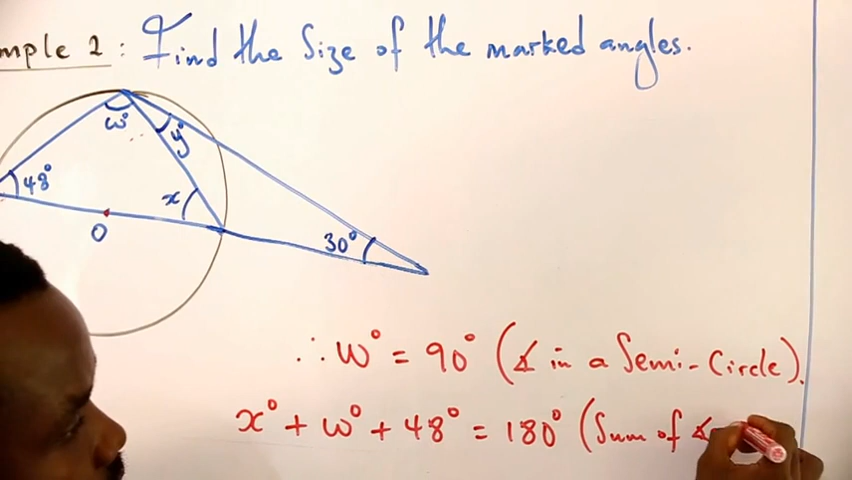 mple 2 : Find the Size of the marked angles.
w°
y°
48°
x
O
30°
∴ w° = 90° (∡ in a Semi-Circle).
x° + w° + 48° = 180° (Sum of ∡